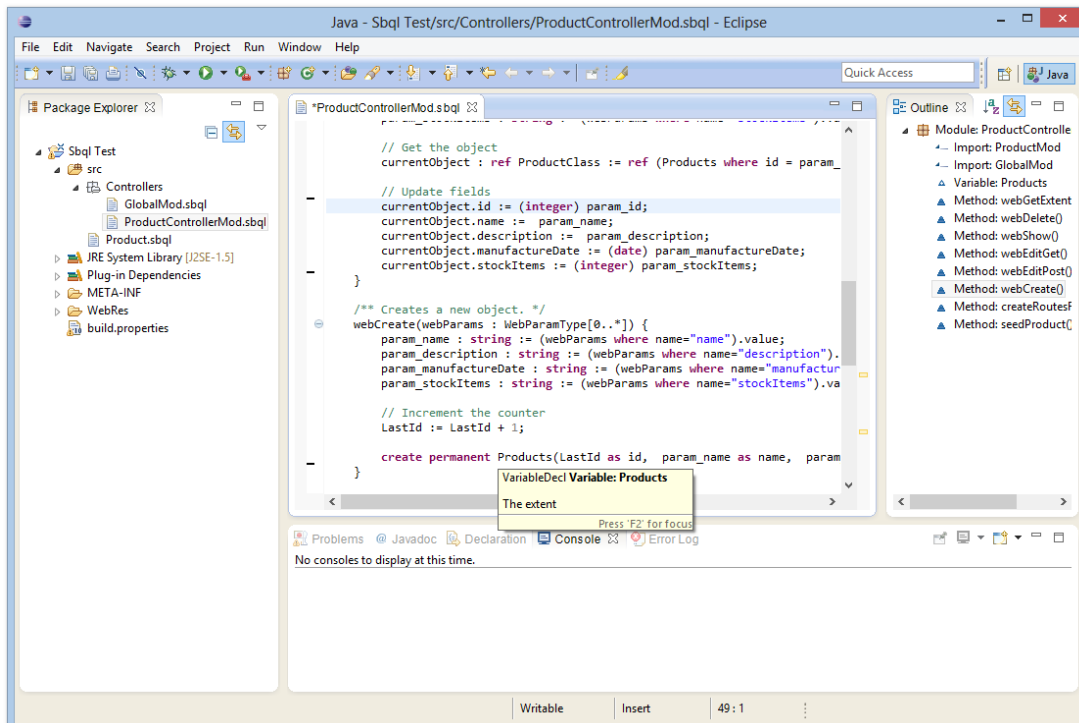 Java - Sbql Test/src/Controllers/ProductControllerMod.sbql - Eclipse
File Edit Navigate Search Project Run Window Help
Quick Access
Java
Package Explorer
Sbql Test
src
Controllers
GlobalMod.sbql
ProductControllerMod.sbql
Product.sbql
JRE System Library [J2SE-1.5]
Plug-in Dependencies
META-INF
WebRes
build.properties
*ProductControllerMod.sbql
// Get the object
currentObject : ref ProductClass := ref (Products where id = param_
// Update fields
currentObject.id := (integer) param_id;
currentObject.name := param_name;
currentObject.description := param_description;
currentObject.manufactureDate := (date) param_manufactureDate;
currentObject.stockItems := (integer) param_stockItems;
}
/** Creates a new object. */
webCreate(webParams : WebParamType[0..*]) {
param_name : string := (webParams where name="name").value;
param_description : string := (webParams where name="description").
param_manufactureDate : string := (webParams where name="manufactur
param_stockItems : string := (webParams where name="stockItems").va
// Increment the counter
LastId := LastId + 1;
create permanent Products(LastId as id, param_name as name, param
}
VariableDecl Variable: Products
The extent
Press 'F2' for focus
Outline
Module: ProductControlle
Import: ProductMod
Import: GlobalMod
Variable: Products
Method: webGetExtent
Method: webDelete()
Method: webShow()
Method: webEditGet()
Method: webEditPost()
Method: webCreate()
Method: createRoutesF
Method: seedProduct(
Problems @ Javadoc Declaration Console Error Log
No consoles to display at this time.
Writable Insert 49 : 1